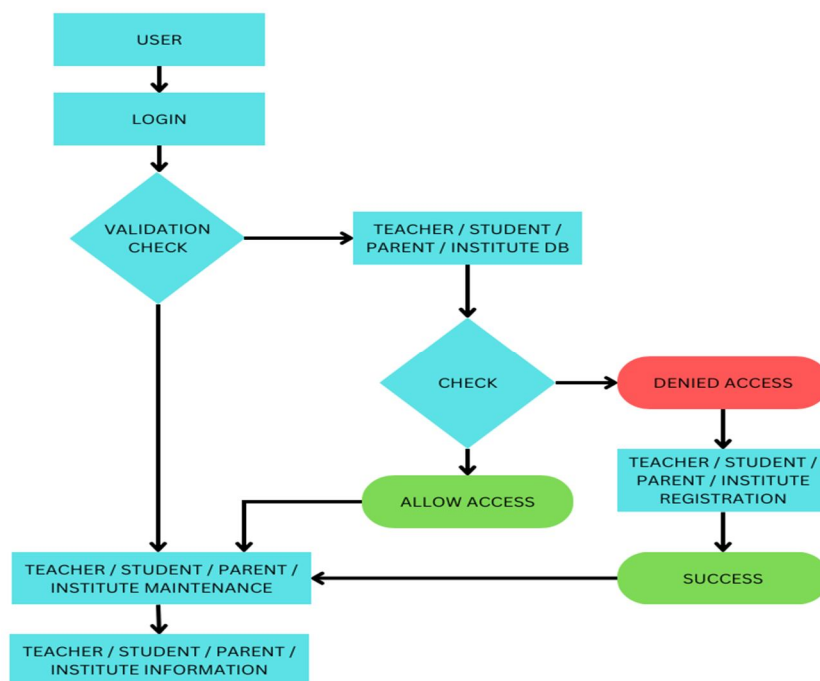 USER
LOGIN
VALIDATION
CHECK
TEACHER / STUDENT /
PARENT / INSTITUTE DB
CHECK
DENIED ACCESS
TEACHER / STUDENT /
PARENT / INSTITUTE
REGISTRATION
ALLOW ACCESS
TEACHER / STUDENT / PARENT /
INSTITUTE MAINTENANCE
SUCCESS
TEACHER / STUDENT / PARENT /
INSTITUTE INFORMATION